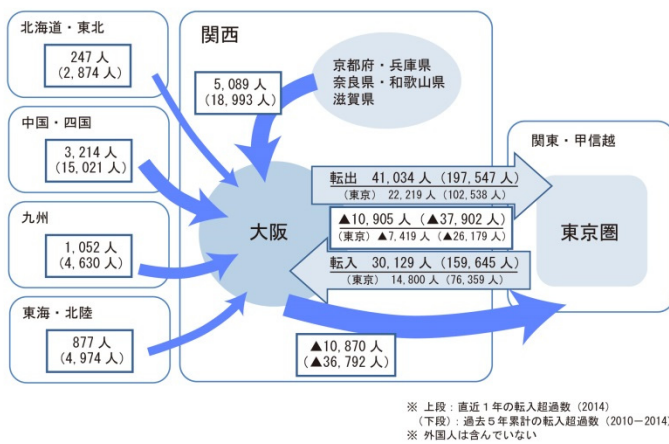 北海道・東北
247 人
(2,874 人)
中国・四国
3,214 人
(15,021 人)
九州
1,052 人
(4,630 人)
東海・北陸
877 人
(4,974 人)
関西
5,089 人
(18,993 人)
京都府・兵庫県
奈良県・和歌山県
滋賀県
大阪
転出 41,034 人 (197,547 人)
(東京) 22,219 人 (102,538 人)
▲10,905 人 (▲37,902 人)
(東京) ▲7,419 人 (▲26,179 人)
転入 30,129 人 (159,645 人)
(東京) 14,800 人 (76,359 人)
関東・甲信越
東京圏
▲10,870 人
(▲36,792 人)
※ 上段：直近１年の転入超過数 (2014)
(下段)：過去５年累計の転入超過数 (2010－2014)
※ 外国人は含んでいない